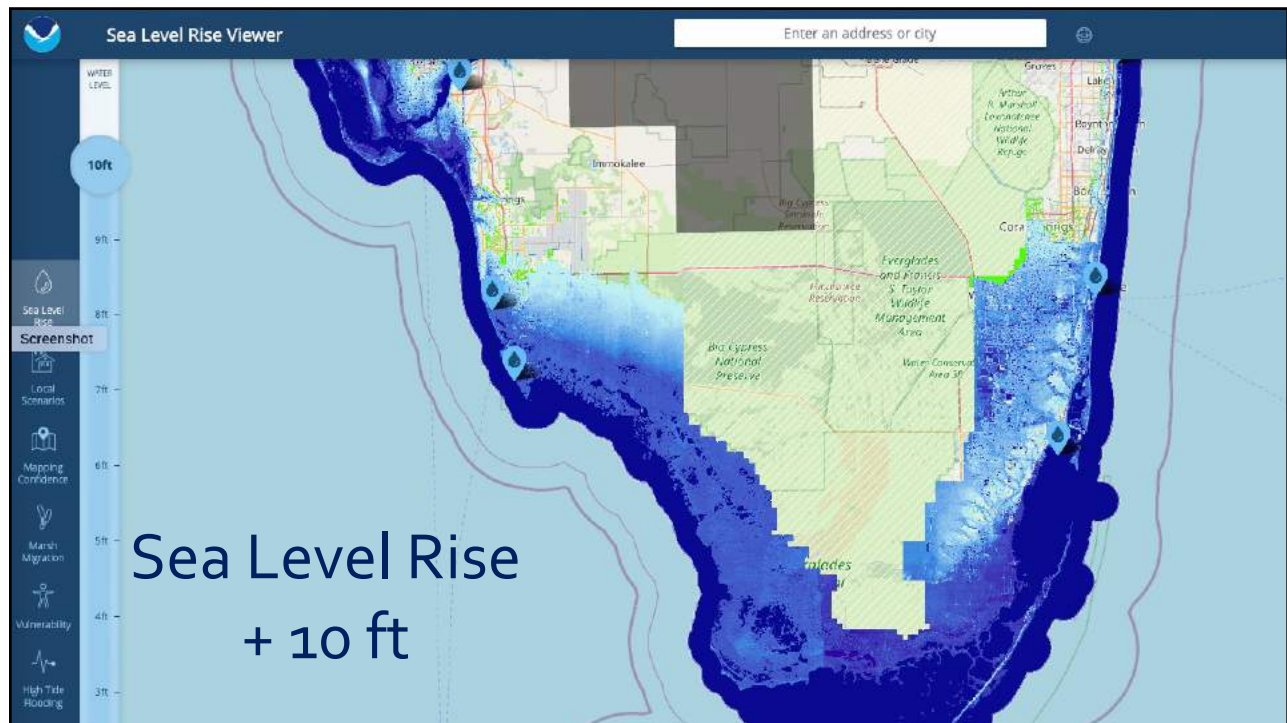 Sea Level Rise Viewer
Enter an address or city
WATER
LEVEL
10ft
9ft
Sea Level
Rise
8ft
Screenshot
Local
Scenarios
7ft
Mapping
Confidence
6ft
Marsh
Migration
5ft
Vulnerability
4ft
High Tide
Flooding
3ft
Immokalee
Groves
Lake
Arthur
R. Marshall
Loxahatchee
National
Wildlife
Refuge
Delray
Big Cypress
Seminole
Reservation
Everglades
and Francis
S. Taylor
Wildlife
Management
Area
Miccosukee
Reservation
Big Cypress
National
Preserve
Water Conserva
Area 3B
Sea Level Rise
+ 10 ft